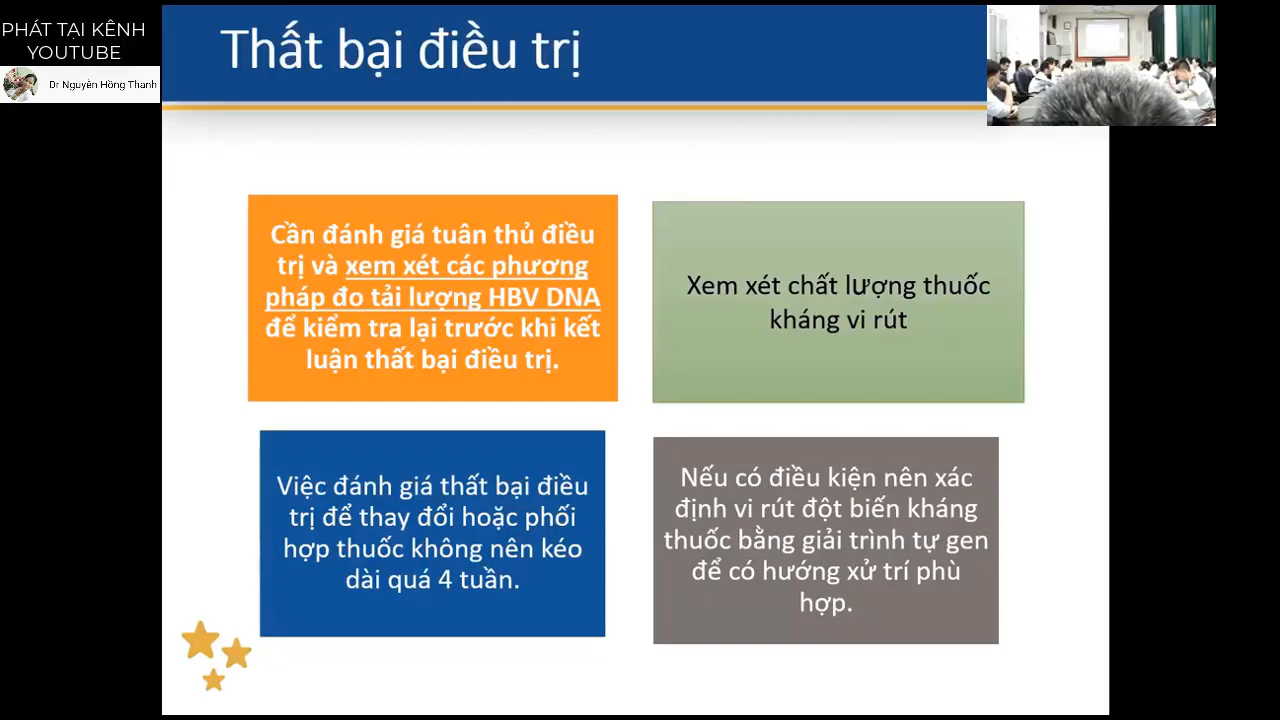 PHÁT TẠI KÊNH
YOUTUBE
Dr Nguyễn Hồng Thanh
Thất bại điều trị
Cần đánh giá tuân thủ điều
trị và xem xét các phương
pháp đo tải lượng HBV DNA
để kiểm tra lại trước khi kết
luận thất bại điều trị.
Xem xét chất lượng thuốc
kháng vi rút
Việc đánh giá thất bại điều
trị để thay đổi hoặc phối
hợp thuốc không nên kéo
dài quá 4 tuần.
Nếu có điều kiện nên xác
định vi rút đột biến kháng
thuốc bằng giải trình tự gen
để có hướng xử trí phù
hợp.